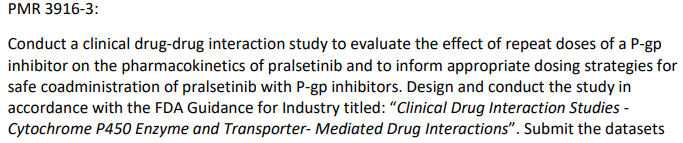 PMR 3916-3:
Conduct a clinical drug-drug interaction study to evaluate the effect of repeat doses of a P-gp
inhibitor on the pharmacokinetics of pralsetinib and to inform appropriate dosing strategies for
safe coadministration of pralsetinib with P-gp inhibitors. Design and conduct the study in
accordance with the FDA Guidance for Industry titled: “Clinical Drug Interaction Studies -
Cytochrome P450 Enzyme and Transporter- Mediated Drug Interactions”. Submit the datasets